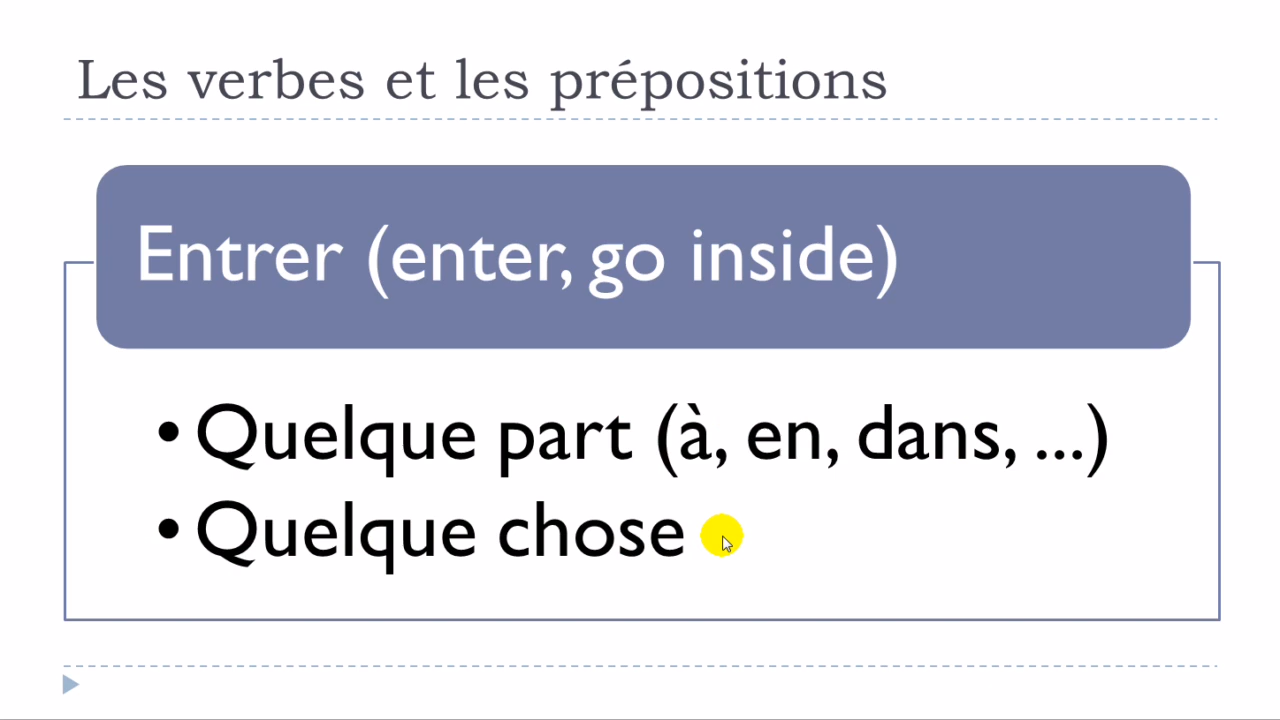 Les verbes et les prépositions
Entrer (enter, go inside)
• Quelque part (à, en, dans, ...)
• Quelque chose